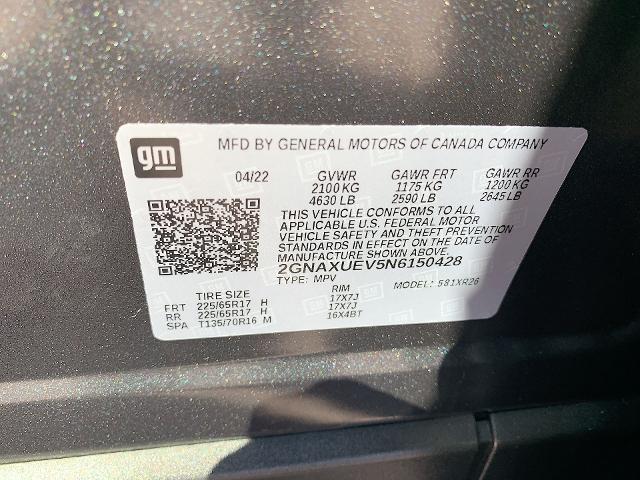 gm
MFD BY GENERAL MOTORS OF CANADA COMPANY
04/22 GVWR GAWR FRT GAWR RR
2100 KG 1175 KG 1200 KG
4630 LB 2590 LB 2645 LB
THIS VEHICLE CONFORMS TO ALL
APPLICABLE U.S. FEDERAL MOTOR
VEHICLE SAFETY AND THEFT PREVENTION
STANDARDS IN EFFECT ON THE DATE OF
MANUFACTURE SHOWN ABOVE.
2GNAXUEV5N6150428
TYPE: MPV MODEL: 581XR26
TIRE SIZE RIM
FRT 225/65R17 H 17X7J
RR 225/65R17 H 17X7J
SPA T135/70R16 M 16X4BT